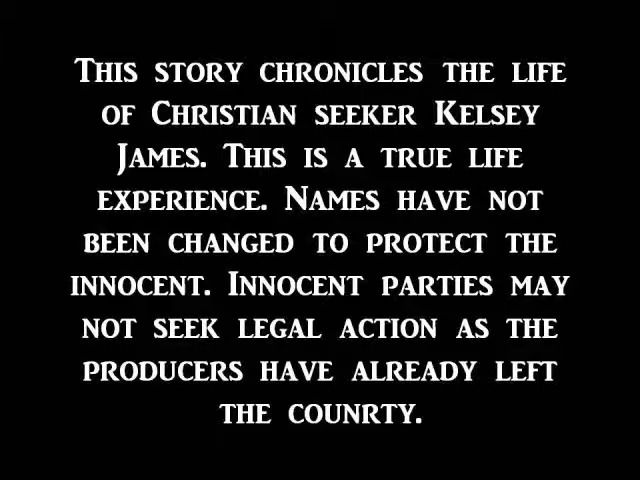 This story chronicles the life
of Christian seeker Kelsey
James. This is a true life
experience. Names have not
been changed to protect the
innocent. Innocent parties may
not seek legal action as the
producers have already left
the counrty.